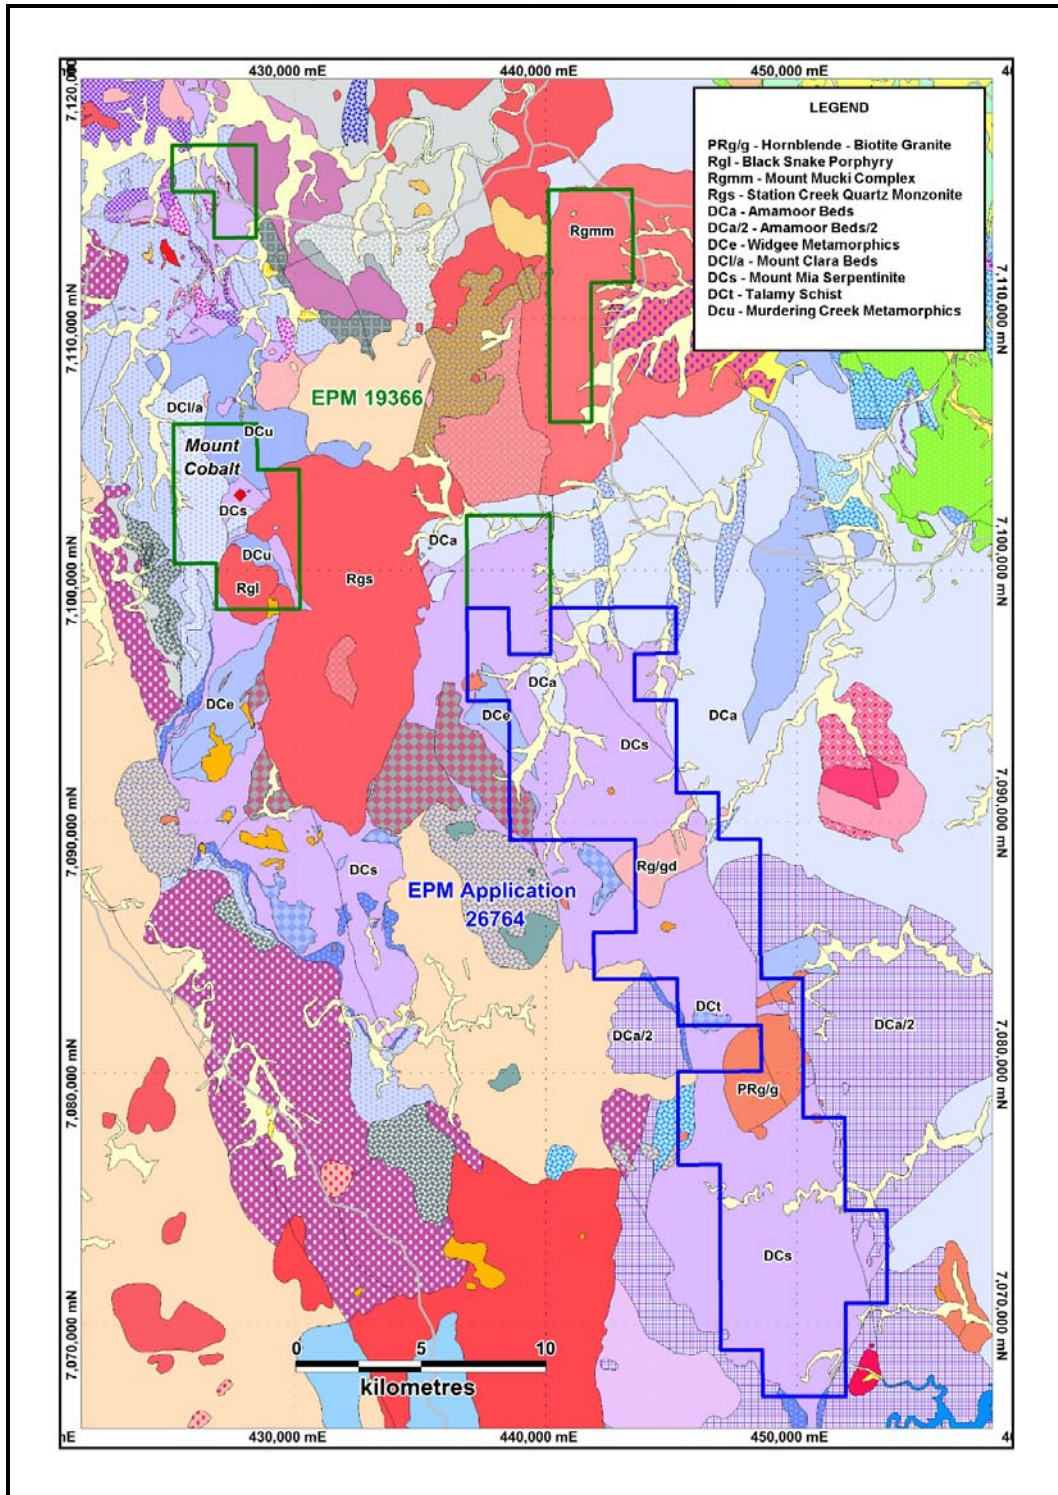 430,000 mE
440,000 mE
450,000 mE
7,120,000
LEGEND
PRg/g - Hornblende - Biotite Granite
Rgl - Black Snake Porphyry
Rgmm - Mount Mucki Complex
Rgs - Station Creek Quartz Monzonite
DCa - Amamoor Beds
DCa/2 - Amamoor Beds/2
DCe - Widgee Metamorphics
DCl/a - Mount Clara Beds
DCs - Mount Mia Serpentinite
DCt - Talamy Schist
Dcu - Murdering Creek Metamorphics
Rgmm
7,110,000 mN
7,110,000 mN
EPM 19366
DCl/a
DCu
Mount
Cobalt
DCs
DCa
DCu
Rgl
Rgs
7,100,000 mN
7,100,000 mN
DCe
DCa
DCe
DCa
DCs
7,090,000 mN
7,090,000 mN
DCs
Rg/gd
EPM Application
26764
DCt
DCa/2
DCa/2
PRg/g
7,080,000 mN
7,080,000 mN
DCs
7,070,000 mN
7,070,000 mN
0 5 10
kilometres
nE
430,000 mE
440,000 mE
450,000 mE